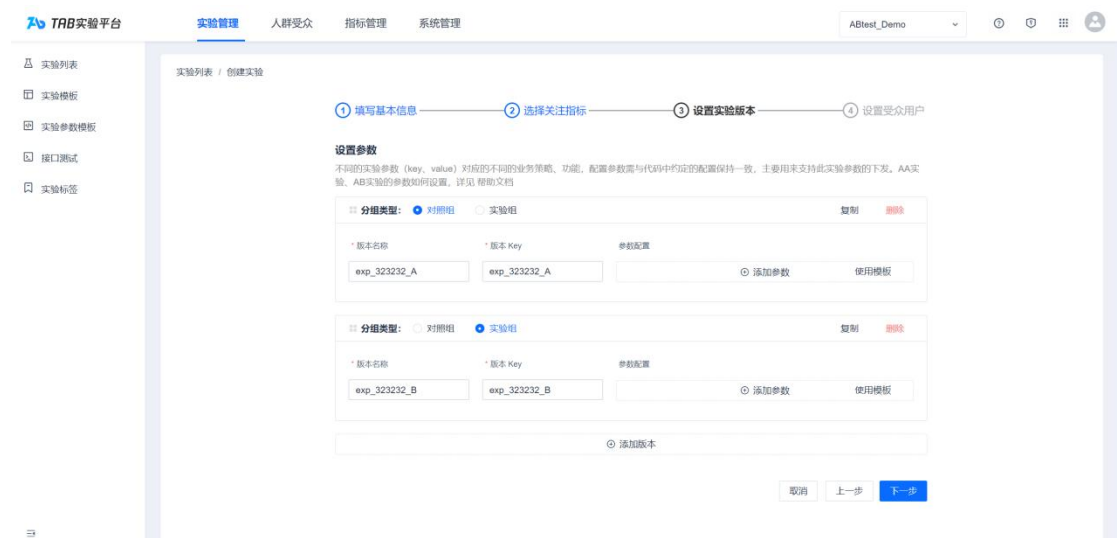 TAB实验平台 实验管理 人群受众 指标管理 系统管理 ABtest_Demo
实验列表
实验模板
实验参数模板
接口测试
实验标签
实验列表 / 创建实验
1 填写基本信息 2 选择关注指标 3 设置实验版本 4 设置受众用户
设置参数
不同的实验参数（key、value）对应的不同的业务策略、功能，配置参数需与代码中约定的配置保持一致，主要用来支持此实验参数的下发。AA实
验、AB实验的参数如何设置，详见 帮助文档
分组类型： 对照组 实验组 复制 删除
* 版本名称 * 版本 Key 参数配置
exp_323232_A exp_323232_A 添加参数 使用模板
分组类型： 对照组 实验组 复制 删除
* 版本名称 * 版本 Key 参数配置
exp_323232_B exp_323232_B 添加参数 使用模板
添加版本
取消 上一步 下一步